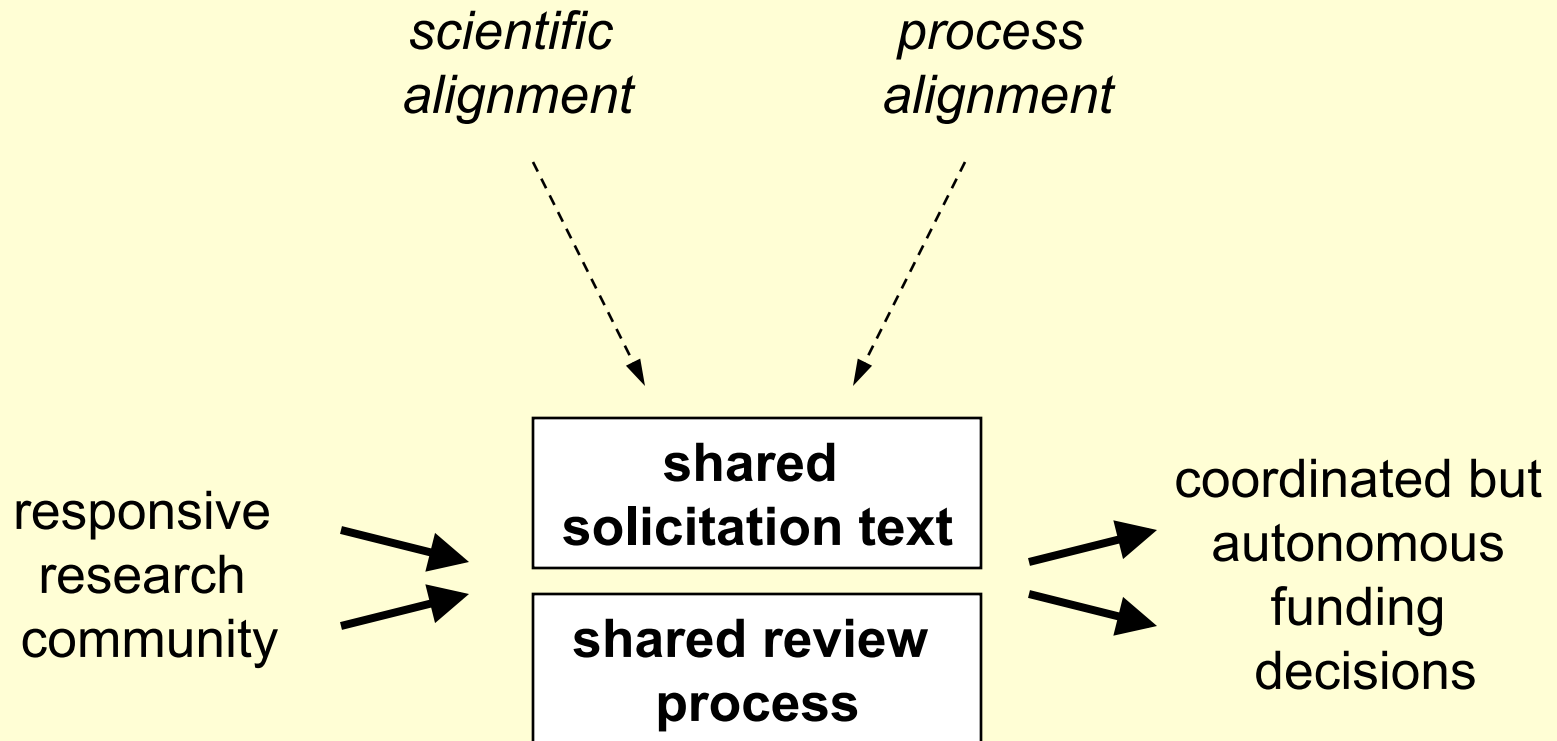 scientific
alignment
process
alignment
shared
solicitation text
responsive
research
community
shared review
process
coordinated but
autonomous
funding
decisions